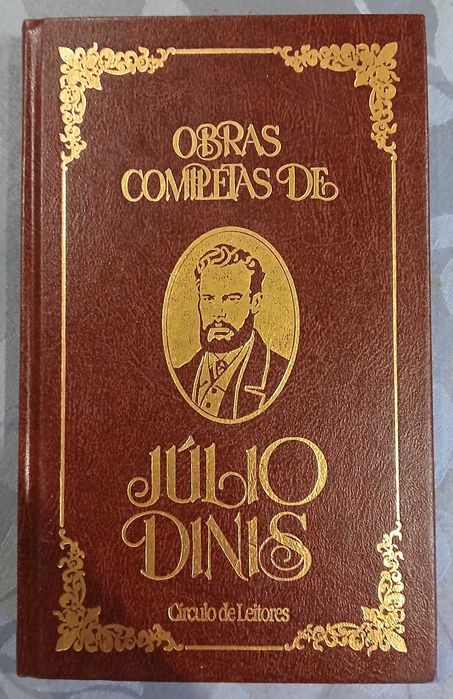 OBRAS
COMPLETAS DE
JÚLIO
DINIS
Círculo de Leitores